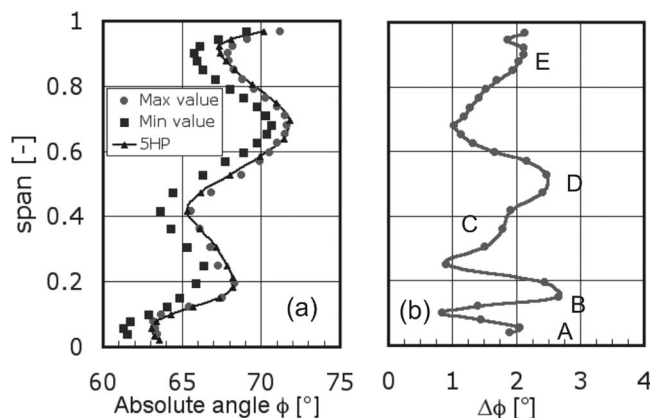 1
0.8
0.6
0.4
0.2
0
span [-]
Max value
Min value
5HP
(a)
60 65 70 75
Absolute angle ϕ [°]
E
D
C
B
A
(b)
0 1 2 3 4
Δϕ [°]